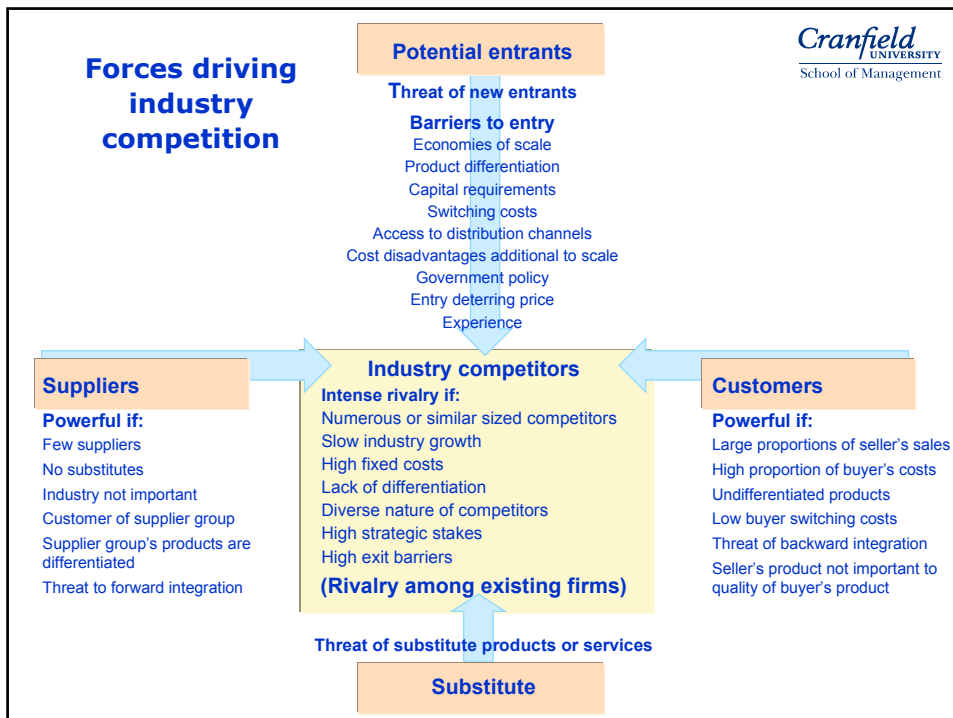 Forces driving
industry
competition
Potential entrants
Cranfield
UNIVERSITY
School of Management
Threat of new entrants
Barriers to entry
Economies of scale
Product differentiation
Capital requirements
Switching costs
Access to distribution channels
Cost disadvantages additional to scale
Government policy
Entry deterring price
Experience
Suppliers
Powerful if:
Few suppliers
No substitutes
Industry not important
Customer of supplier group
Supplier group's products are
differentiated
Threat to forward integration
Industry competitors
Intense rivalry if:
Numerous or similar sized competitors
Slow industry growth
High fixed costs
Lack of differentiation
Diverse nature of competitors
High strategic stakes
High exit barriers
(Rivalry among existing firms)
Customers
Powerful if:
Large proportions of seller's sales
High proportion of buyer's costs
Undifferentiated products
Low buyer switching costs
Threat of backward integration
Seller's product not important to
quality of buyer's product
Threat of substitute products or services
Substitute